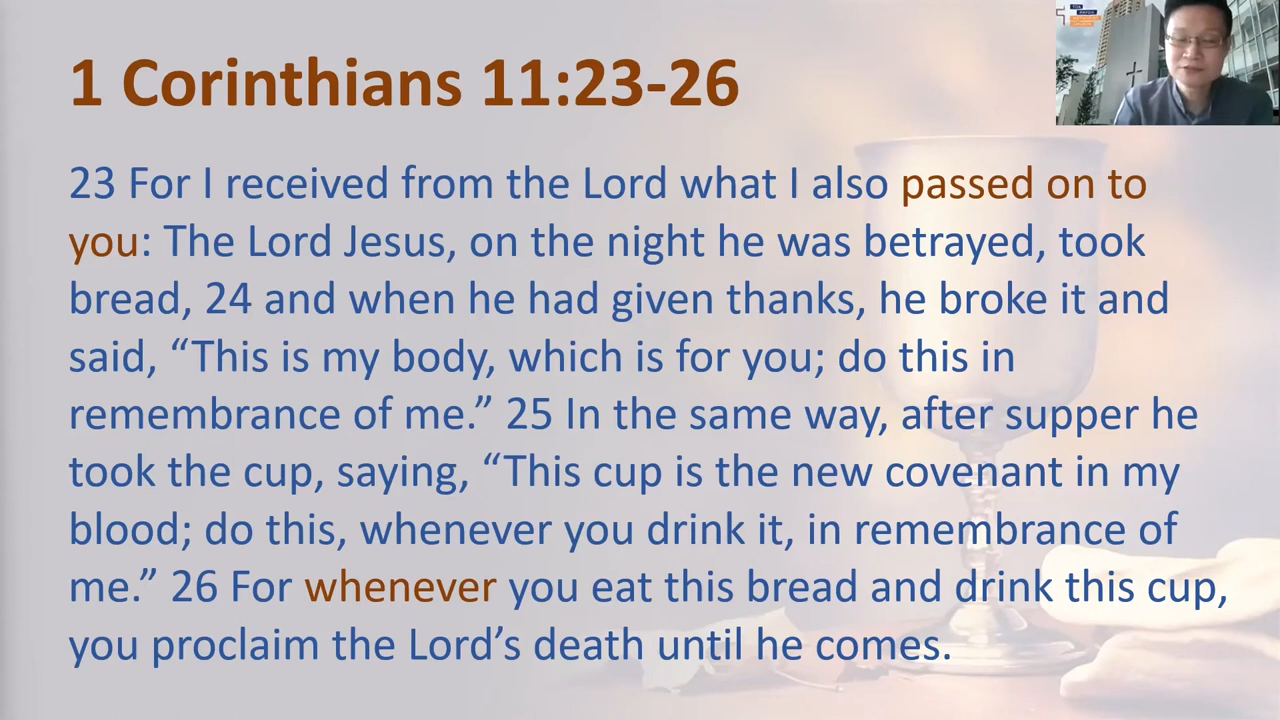 1 Corinthians 11:23-26
23 For I received from the Lord what I also passed on to
you: The Lord Jesus, on the night he was betrayed, took
bread, 24 and when he had given thanks, he broke it and
said, “This is my body, which is for you; do this in
remembrance of me.” 25 In the same way, after supper he
took the cup, saying, “This cup is the new covenant in my
blood; do this, whenever you drink it, in remembrance of
me.” 26 For whenever you eat this bread and drink this cup,
you proclaim the Lord’s death until he comes.